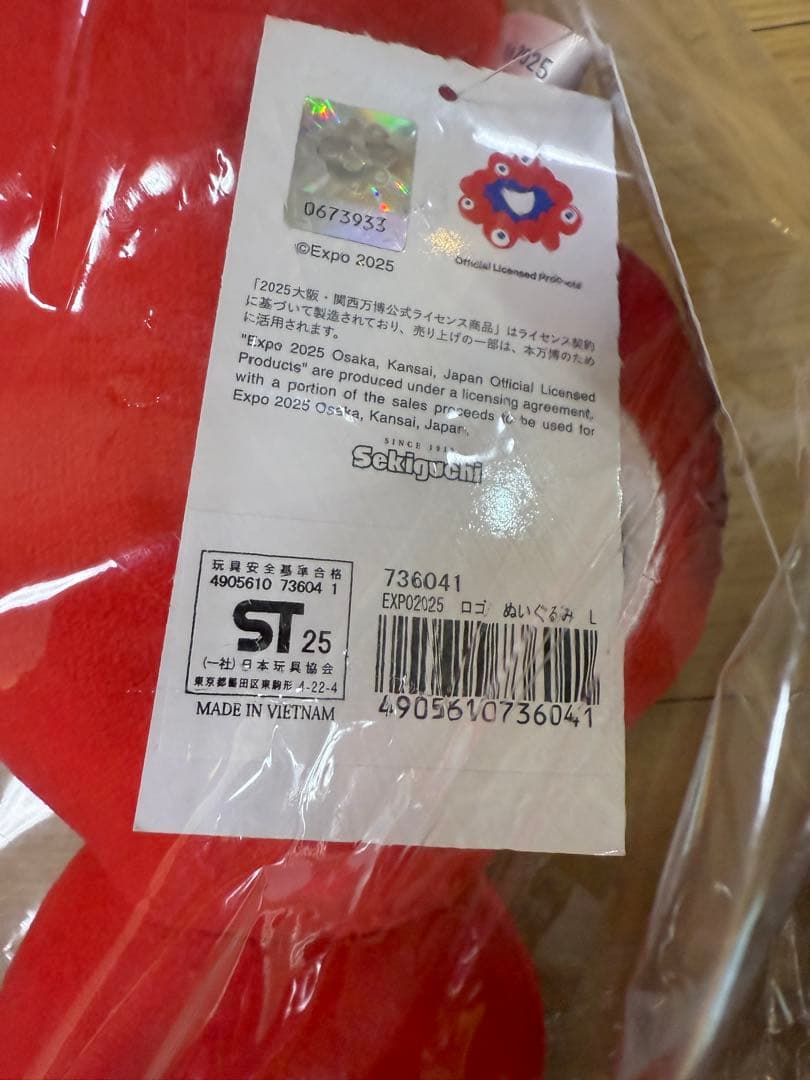 2025
0673933
©Expo 2025
Official Licensed Products
「2025大阪・関西万博公式ライセンス商品」はライセンス契約
に基づいて製造されており、売り上げの一部は、本万博のため
に活用されます。
"Expo 2025 Osaka, Kansai, Japan Official Licensed
Products" are produced under a licensing agreement,
with a portion of the sales proceeds to be used for
Expo 2025 Osaka, Kansai, Japan.
SINCE
Sekiguchi
玩具安全基準合格
4905610 73604 1
ST 25
(一社)日本玩具協会
東京都墨田区東駒形 4-22-4
MADE IN VIETNAM
736041
EXPO2025 ロゴ ぬいぐるみ L
4905610736041